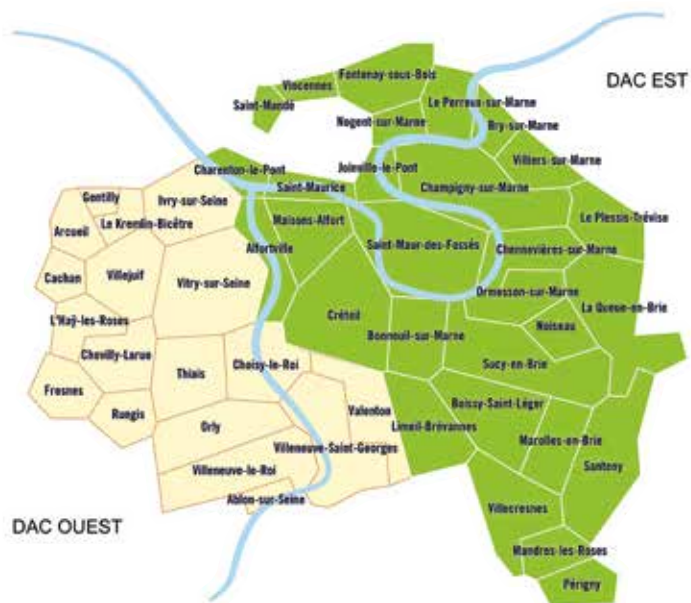 DAC EST
Fontenay-sous-Bois
Vincennes
Saint-Mandé
Le Perreux-sur-Marne
Nogent-sur-Marne
Bry-sur-Marne
Villiers-sur-Marne
Joinville-le-Pont
Charenton-le-Pont
Saint-Maurice
Champigny-sur-Marne
Gentilly
Ivry-sur-Seine
Le Kremlin-Bicêtre
Arcueil
Maisons-Alfort
Le Plessis-Trévise
Saint-Maur-des-Fossés
Alfortville
Chennevières-sur-Marne
Cachan
Villejuif
Vitry-sur-Seine
Ormesson-sur-Marne
La Queue-en-Brie
L'Haÿ-les-Roses
Créteil
Noiseau
Bonneuil-sur-Marne
Chevilly-Larue
Choisy-le-Roi
Sucy-en-Brie
Thiais
Fresnes
Boissy-Saint-Léger
Valenton
Rungis
Orly
Limeil-Brévannes
Marolles-en-Brie
Villeneuve-Saint-Georges
Santeny
Villeneuve-le-Roi
Ablon-sur-Seine
Villecresnes
DAC OUEST
Mandres-les-Roses
Périgny